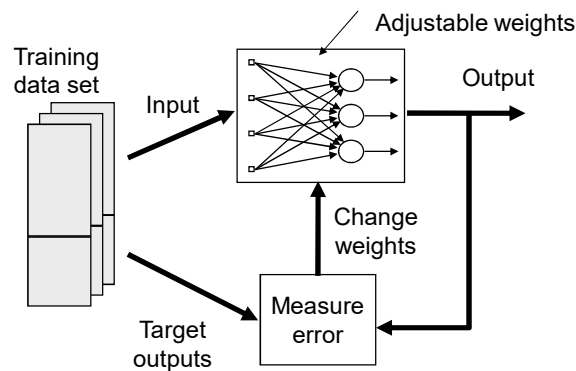 Adjustable weights
Training
data set
Input
Output
Change
weights
Measure
error
Target
outputs